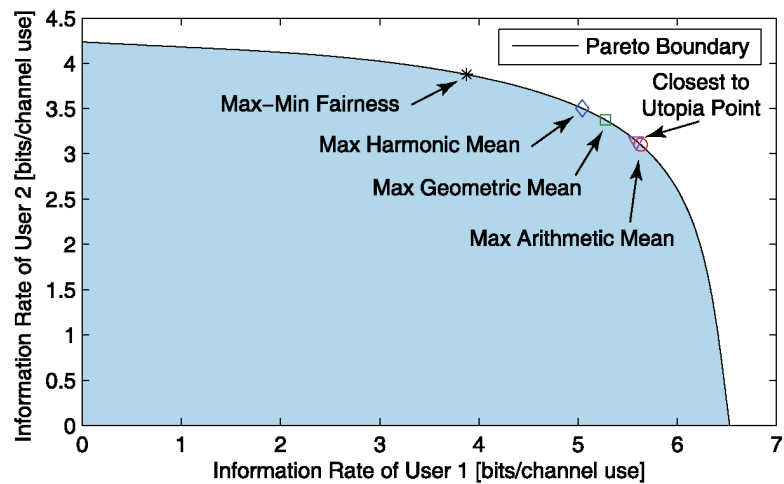 4.5
4
3.5
3
2.5
2
1.5
1
0.5
0
Information Rate of User 2 [bits/channel use]
Pareto Boundary
Closest to
Utopia Point
Max−Min Fairness
Max Harmonic Mean
Max Geometric Mean
Max Arithmetic Mean
0 1 2 3 4 5 6 7
Information Rate of User 1 [bits/channel use]